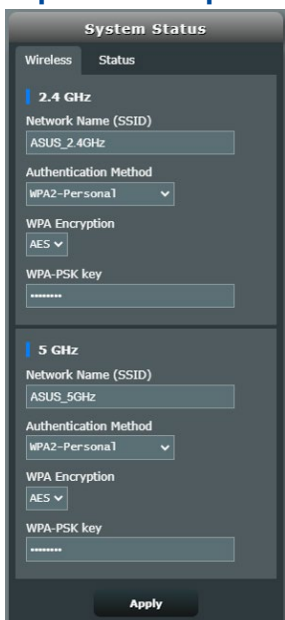 System Status
Wireless Status
2.4 GHz
Network Name (SSID)
ASUS_2.4GHz
Authentication Method
WPA2-Personal
WPA Encryption
AES
WPA-PSK key
••••••••
5 GHz
Network Name (SSID)
ASUS_5GHz
Authentication Method
WPA2-Personal
WPA Encryption
AES
WPA-PSK key
••••••••
Apply